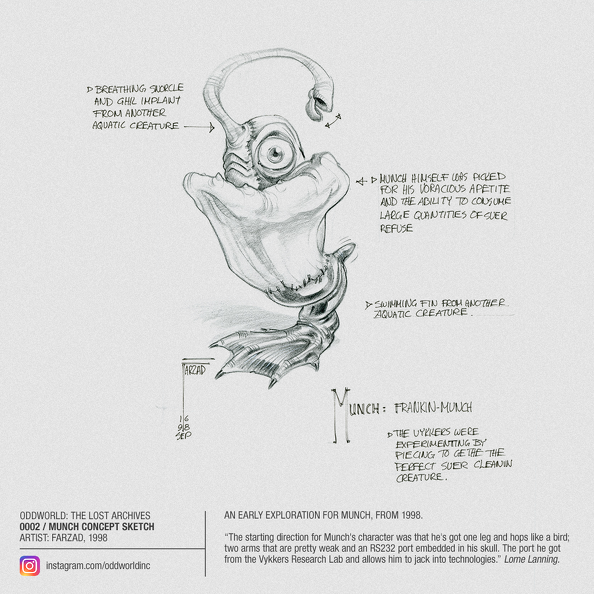 BREATHING SNORCLE
AND GHIL IMPLANT
FROM ANOTHER
AQUATIC CREATURE
MUNCH HIMSELF WAS PICKED
FOR HIS VORACIOUS APETITE
AND THE ABILITY TO CONSUME
LARGE QUANTITIES OF SUER
REFUSE
SWIMMING FIN FROM ANOTHER
AQUATIC CREATURE.
FARZAD
16
98
SEP
MUNCH: FRANKIN-MUNCH
THE VYKKERS WERE
EXPERIMENTING BY
PIECING TO GETHE THE
PERFECT SUER CLEANIN
CREATURE.
ODDWORLD: THE LOST ARCHIVES
0002 / MUNCH CONCEPT SKETCH
ARTIST: FARZAD, 1998
instagram.com/oddworldinc
AN EARLY EXPLORATION FOR MUNCH, FROM 1998.
“The starting direction for Munch's character was that he's got one leg and hops like a bird;
two arms that are pretty weak and an RS232 port embedded in his skull. The port he got
from the Vykkers Research Lab and allows him to jack into technologies.” Lorne Lanning.